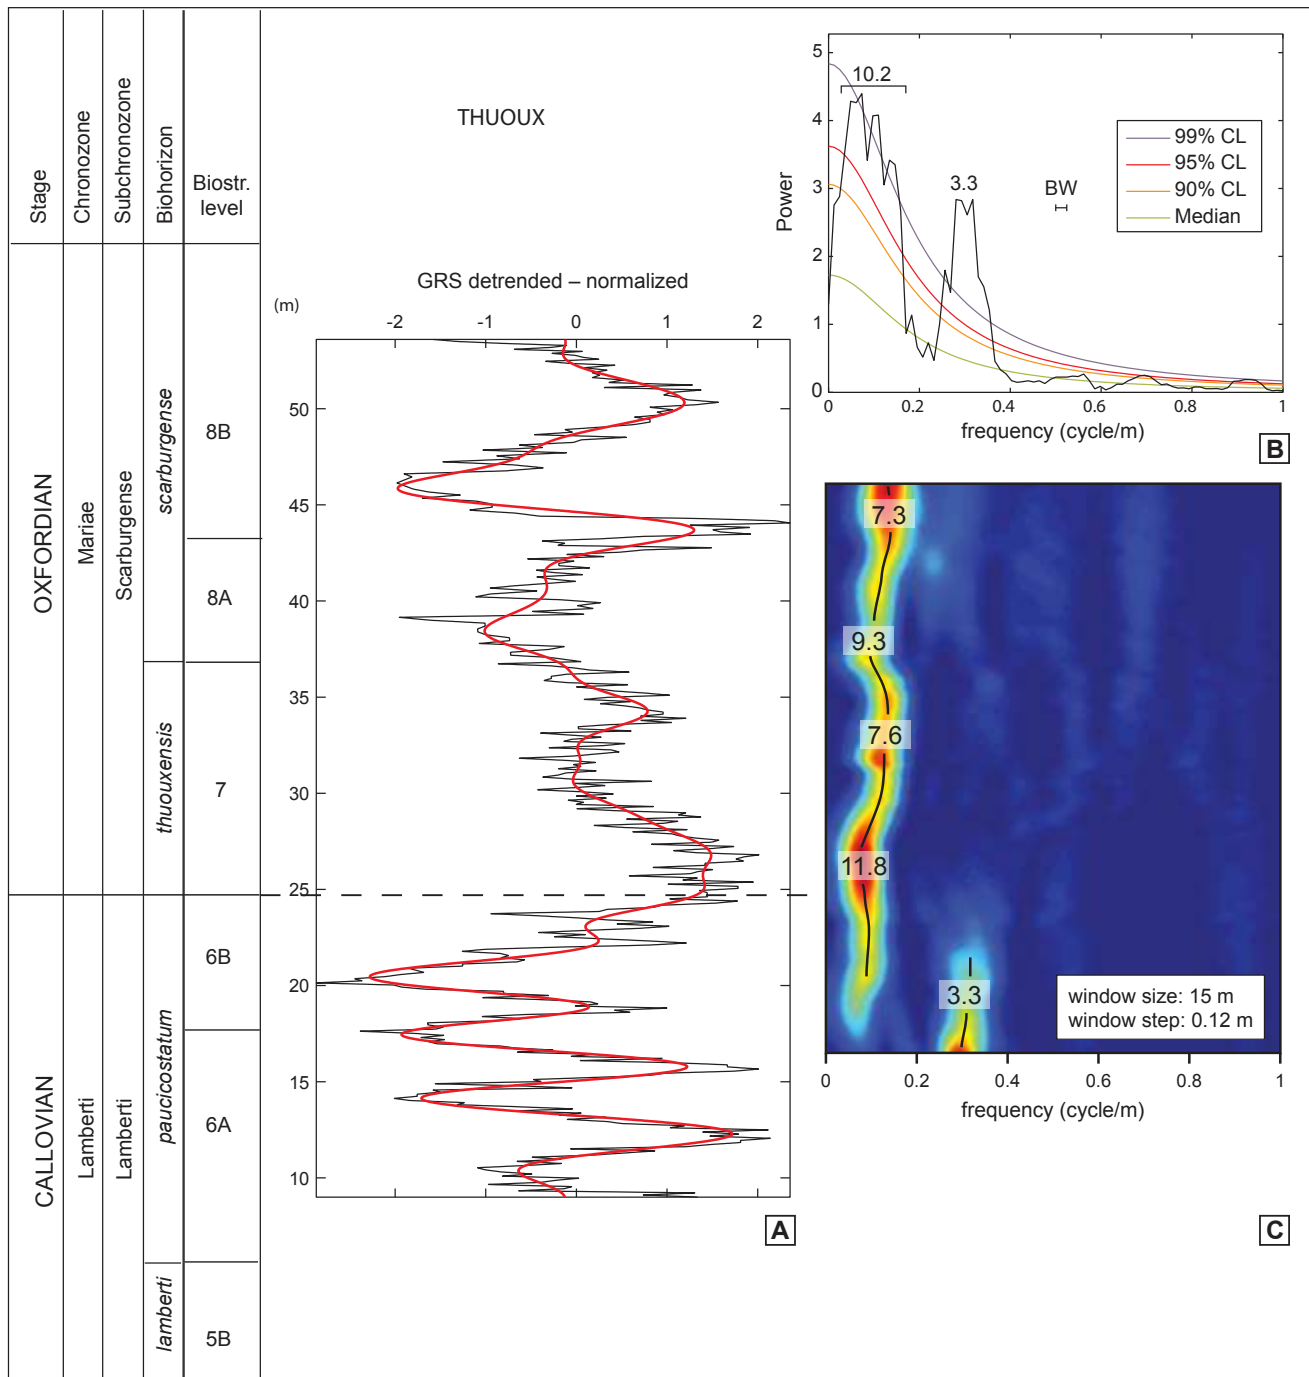 Stage
Chronozone
Subchronozone
Biohorizon
Biostr.
level
OXFORDIAN
CALLOVIAN
Mariae
Lamberti
Scarburgense
Lamberti
scarburgense
thuouxensis
paucicostatum
lamberti
8B
8A
7
6B
6A
5B
THUOUX
GRS detrended – normalized
(m)
-2 -1 0 1 2
50
45
40
35
30
25
20
15
10
A
5
4
3
2
1
0
Power
10.2
3.3
BW
99% CL
95% CL
90% CL
Median
0 0.2 0.4 0.6 0.8 1
frequency (cycle/m)
B
7.3
9.3
7.6
11.8
3.3
window size: 15 m
window step: 0.12 m
0 0.2 0.4 0.6 0.8 1
frequency (cycle/m)
C